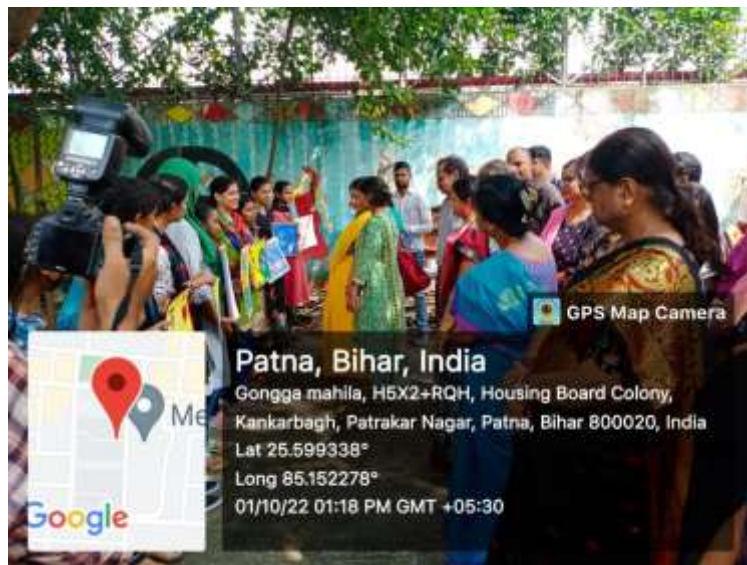 GPS Map Camera
Patna, Bihar, India
Gongga mahila, H5X2+RQH, Housing Board Colony,
Kankarbagh, Patrakar Nagar, Patna, Bihar 800020, India
Lat 25.599338°
Long 85.152278°
01/10/22 01:18 PM GMT +05:30
Me
Google